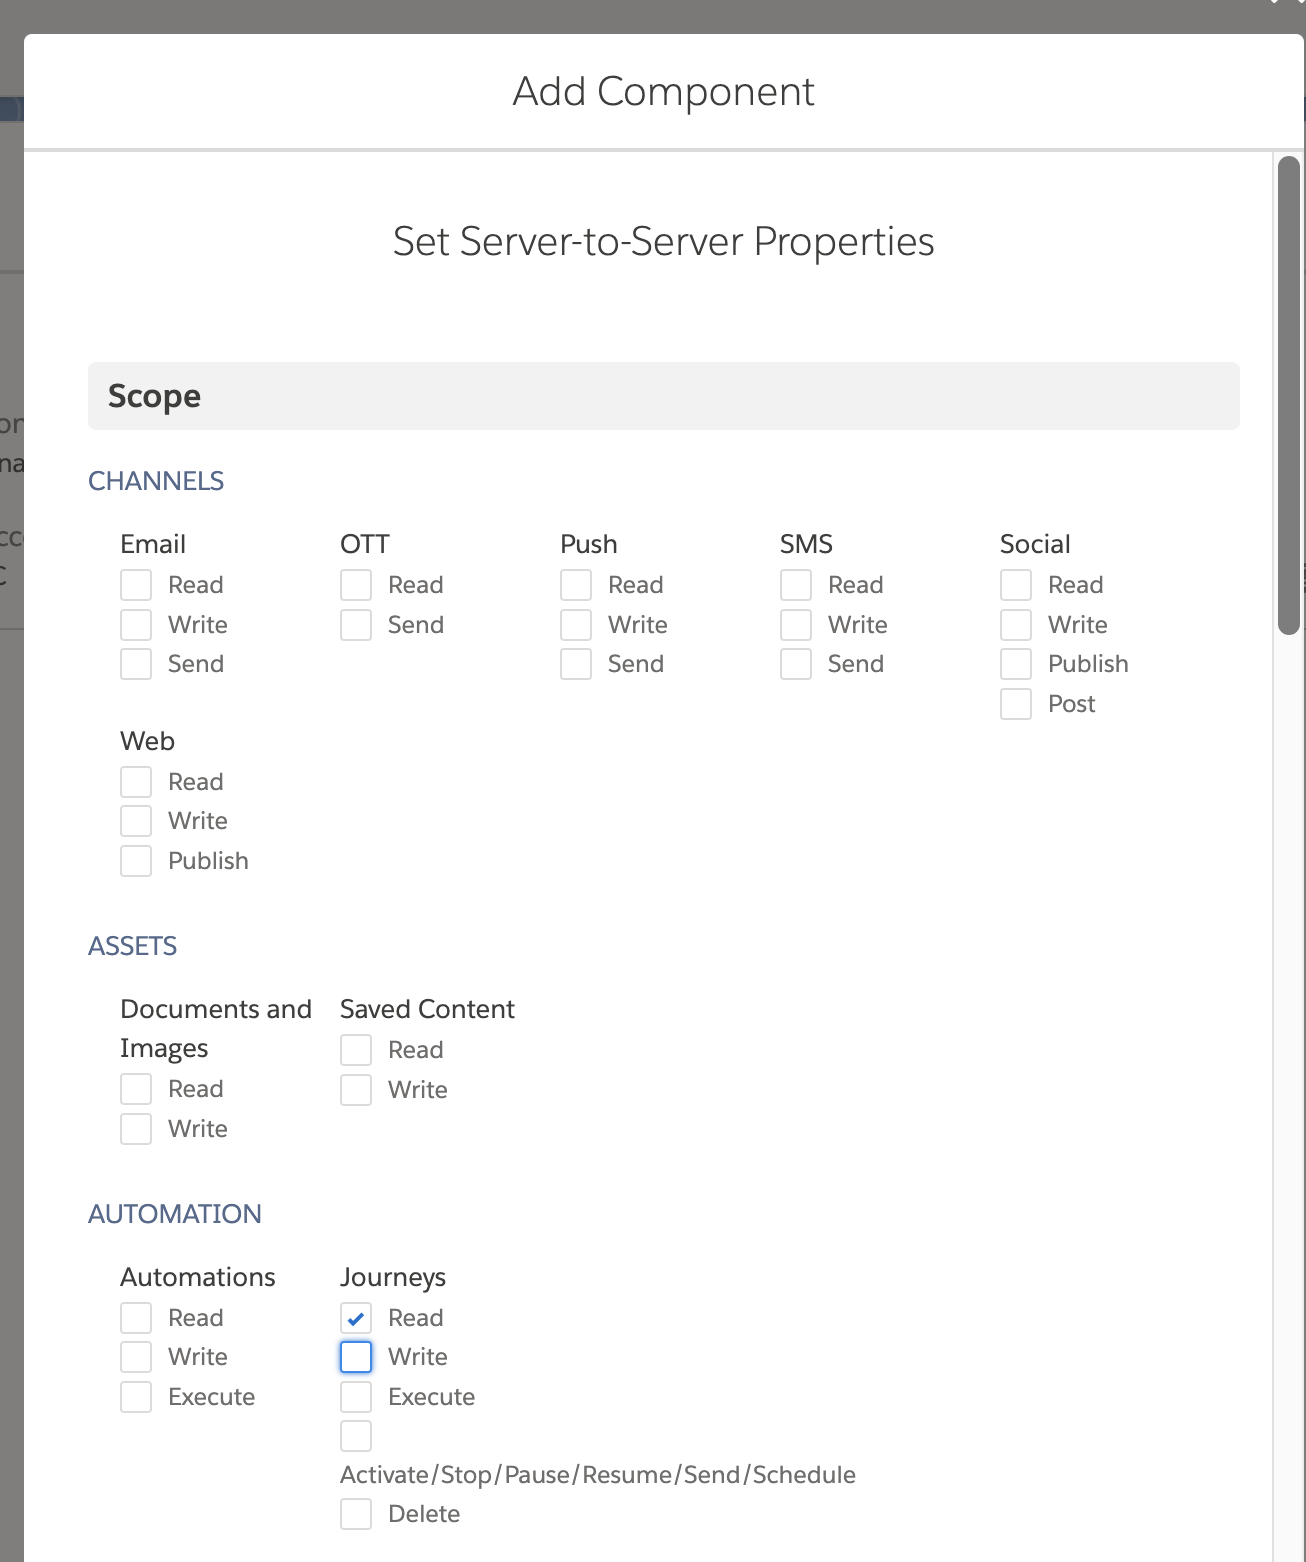 Add Component
Set Server-to-Server Properties
Scope
CHANNELS
Email OTT Push SMS Social
Read Read Read Read Read
Write Send Write Write Write
Send Send Send Publish
Post
Web
Read
Write
Publish
ASSETS
Documents and Saved Content
Images Read
Read Write
Write
AUTOMATION
Automations Journeys
Read Read
Write Write
Execute Execute
Activate/Stop/Pause/Resume/Send/Schedule
Delete